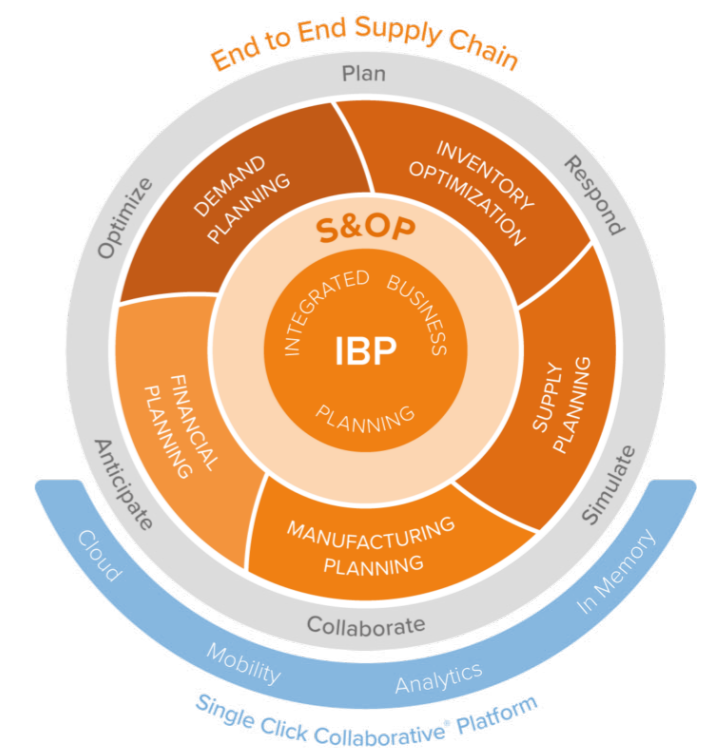 End to End Supply Chain
Plan
Respond
Simulate
Collaborate
Anticipate
Optimize
DEMAND
PLANNING
INVENTORY
OPTIMIZATION
SUPPLY
PLANNING
MANUFACTURING
PLANNING
FINANCIAL
PLANNING
S&OP
INTEGRATED BUSINESS
IBP
PLANNING
Cloud
Mobility
Analytics
In Memory
Single Click Collaborative® Platform